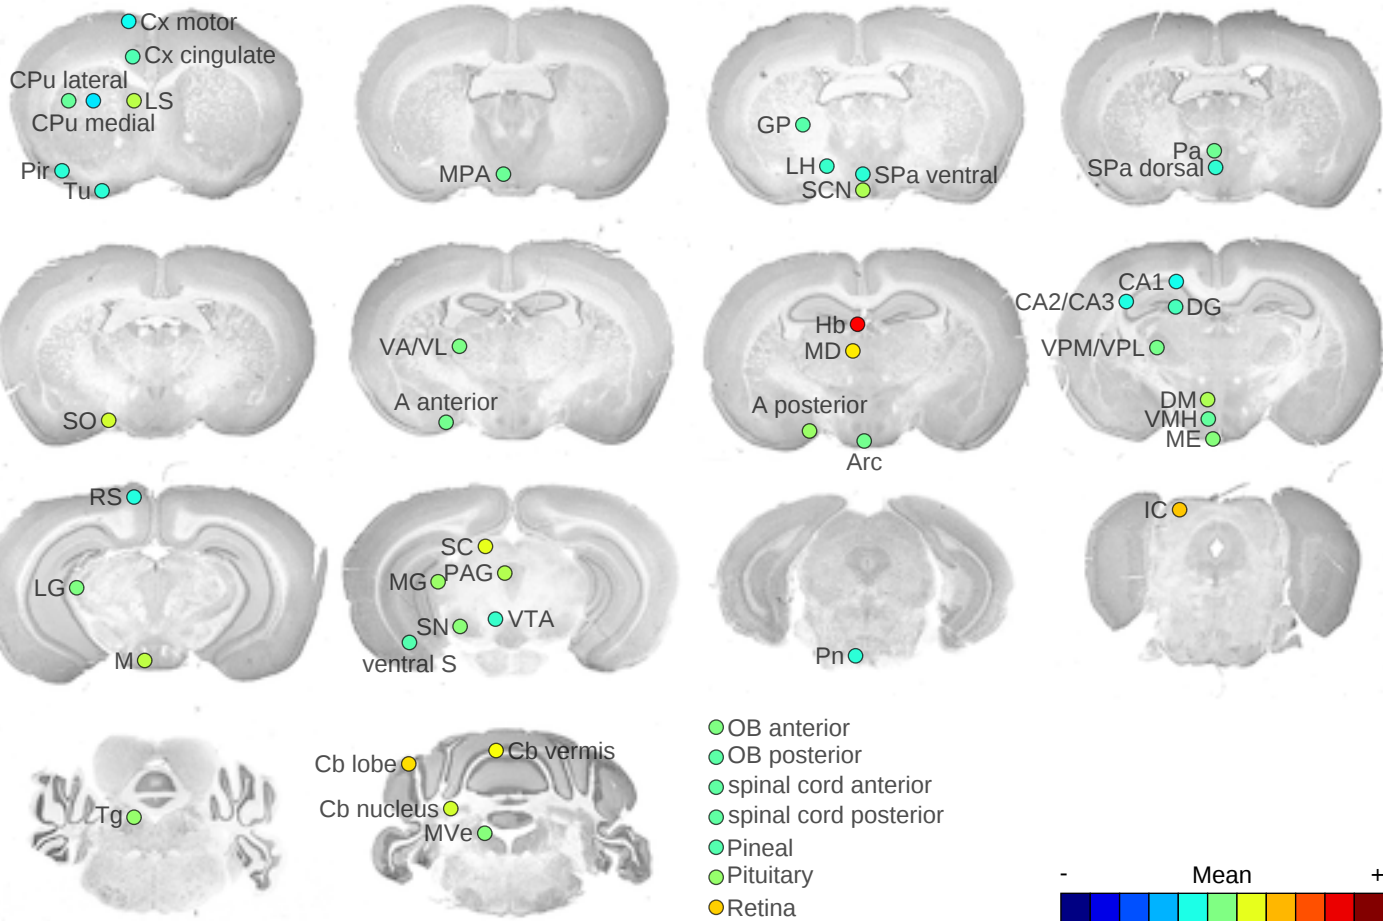 Cx motor
Cx cingulate
CPu lateral
LS
CPu medial
Pir
Tu
MPA
GP
LH
SPa ventral
SCN
Pa
SPa dorsal
SO
VA/VL
A anterior
Hb
MD
A posterior
Arc
CA1
CA2/CA3
DG
VPM/VPL
DM
VMH
ME
RS
LG
M
SC
PAG
MG
VTA
SN
ventral S
Pn
IC
Tg
Cb vermis
Cb lobe
Cb nucleus
MVe
OB anterior
OB posterior
spinal cord anterior
spinal cord posterior
Pineal
Pituitary
Retina
- Mean +